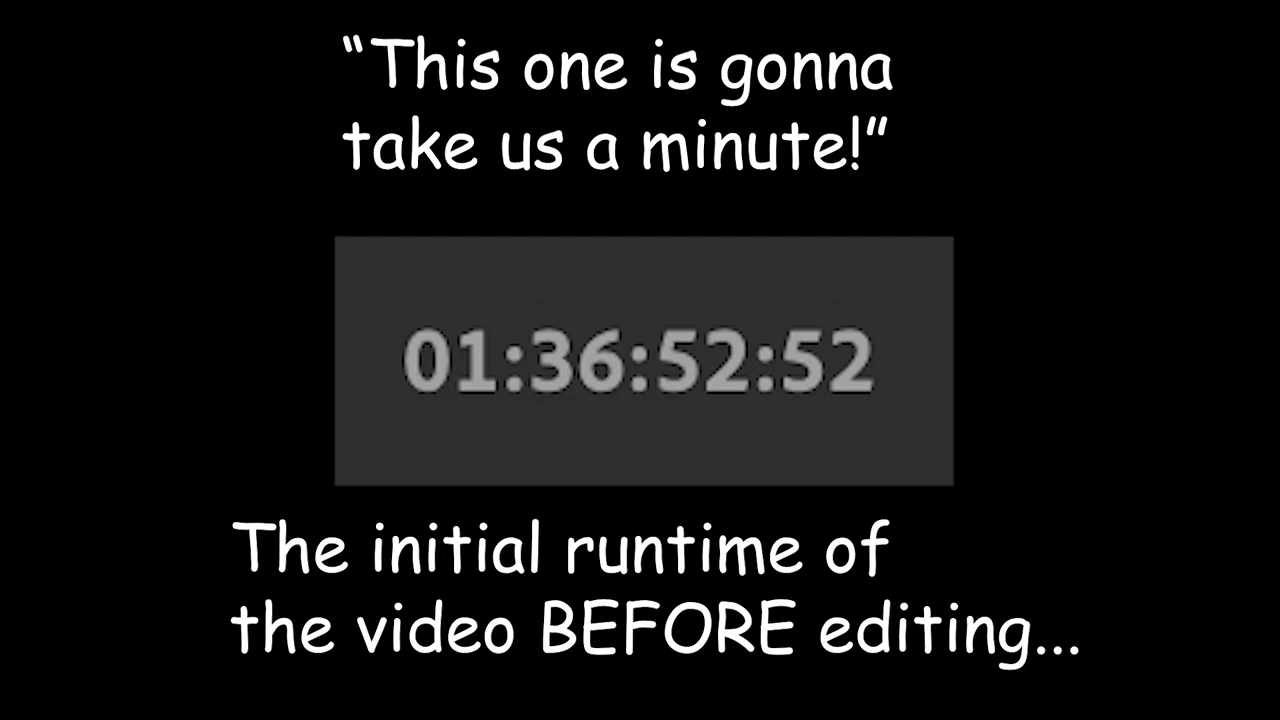 “This one is gonna
take us a minute!”
01:36:52:52
The initial runtime of
the video BEFORE editing...